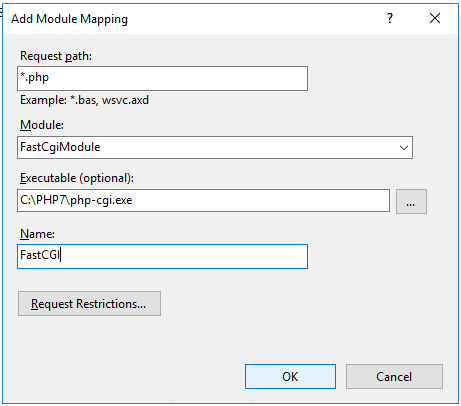 Add Module Mapping
Request path:
*.php
Example: *.bas, wsvc.axd
Module:
FastCgiModule
Executable (optional):
C:\PHP7\php-cgi.exe
...
Name:
FastCGI
Request Restrictions...
OK
Cancel